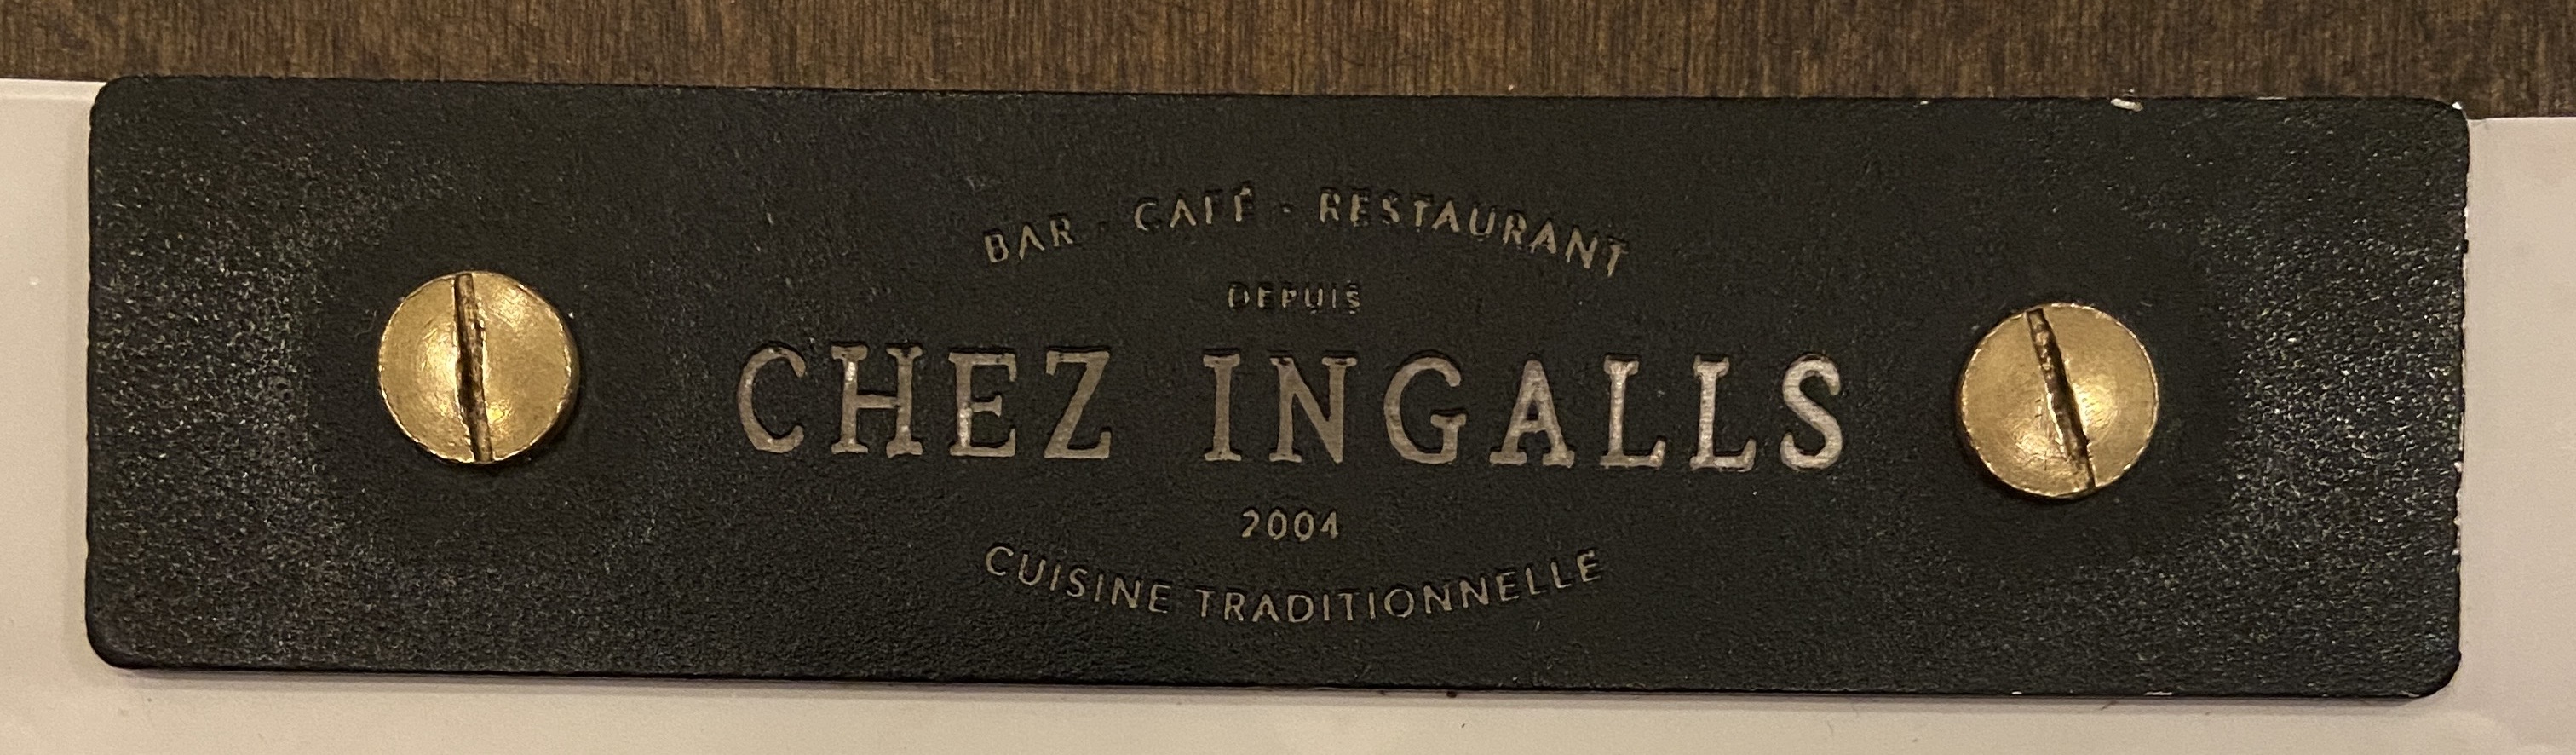 BAR - CAFÉ - RESTAURANT
DEPUIS
CHEZ INGALLS
2004
CUISINE TRADITIONNELLE